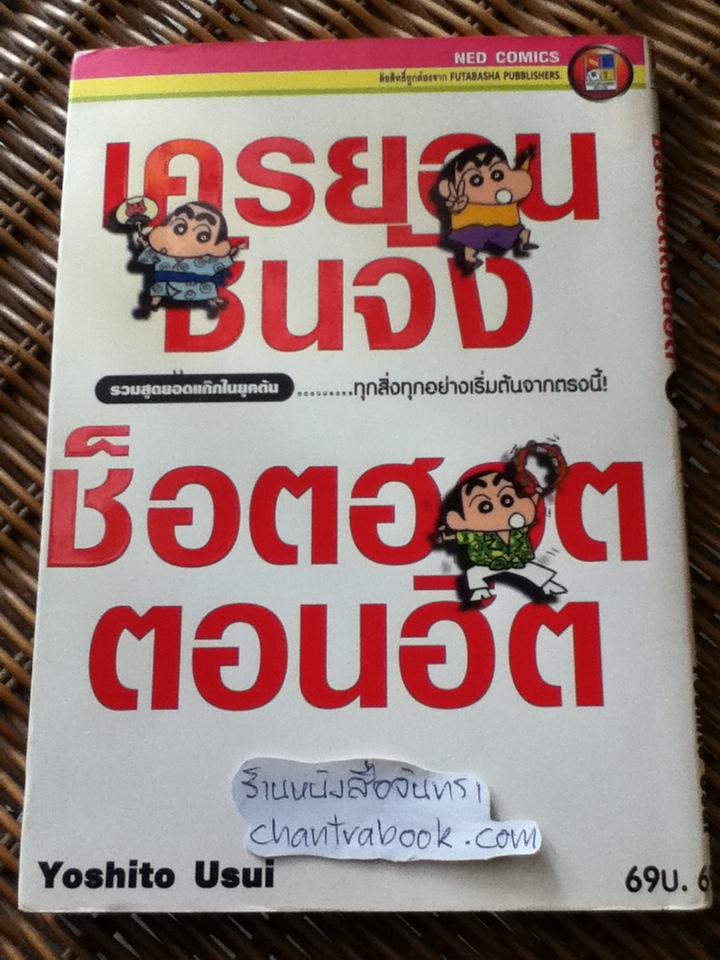 NED COMICS
ลิขสิทธิ์ถูกต้องจาก FUTABASHA PUBBLISHERS.
เครยอน
ชินจัง
รวมสุดยอดแก๊กในยุคต้น .........ทุกสิ่งทุกอย่างเริ่มต้นจากตรงนี้!
ช็อตฮอต
ตอนฮิต
ร้านหนังสือจันทรา
chantrabook.com
Yoshito Usui
69บ.